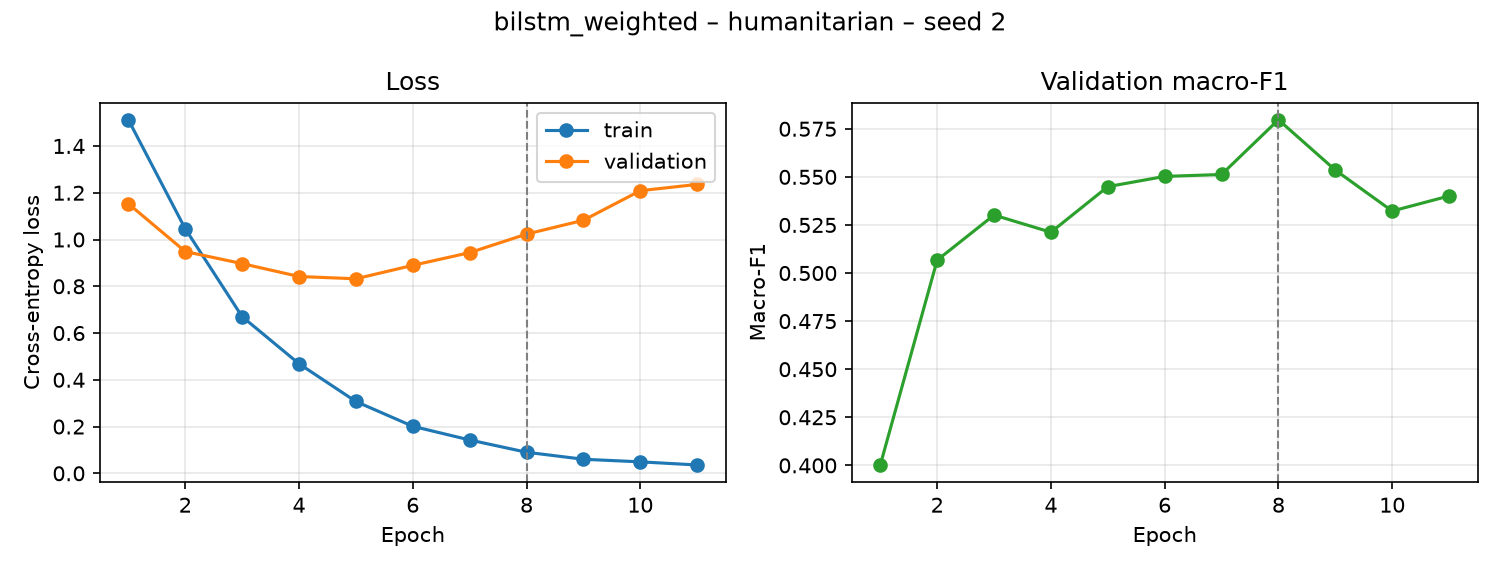 bilstm_weighted – humanitarian – seed 2
Loss
Cross-entropy loss
1.4
1.2
1.0
0.8
0.6
0.4
0.2
0.0
train
validation
2 4 6 8 10
Epoch
Validation macro-F1
Macro-F1
0.575
0.550
0.525
0.500
0.475
0.450
0.425
0.400
2 4 6 8 10
Epoch